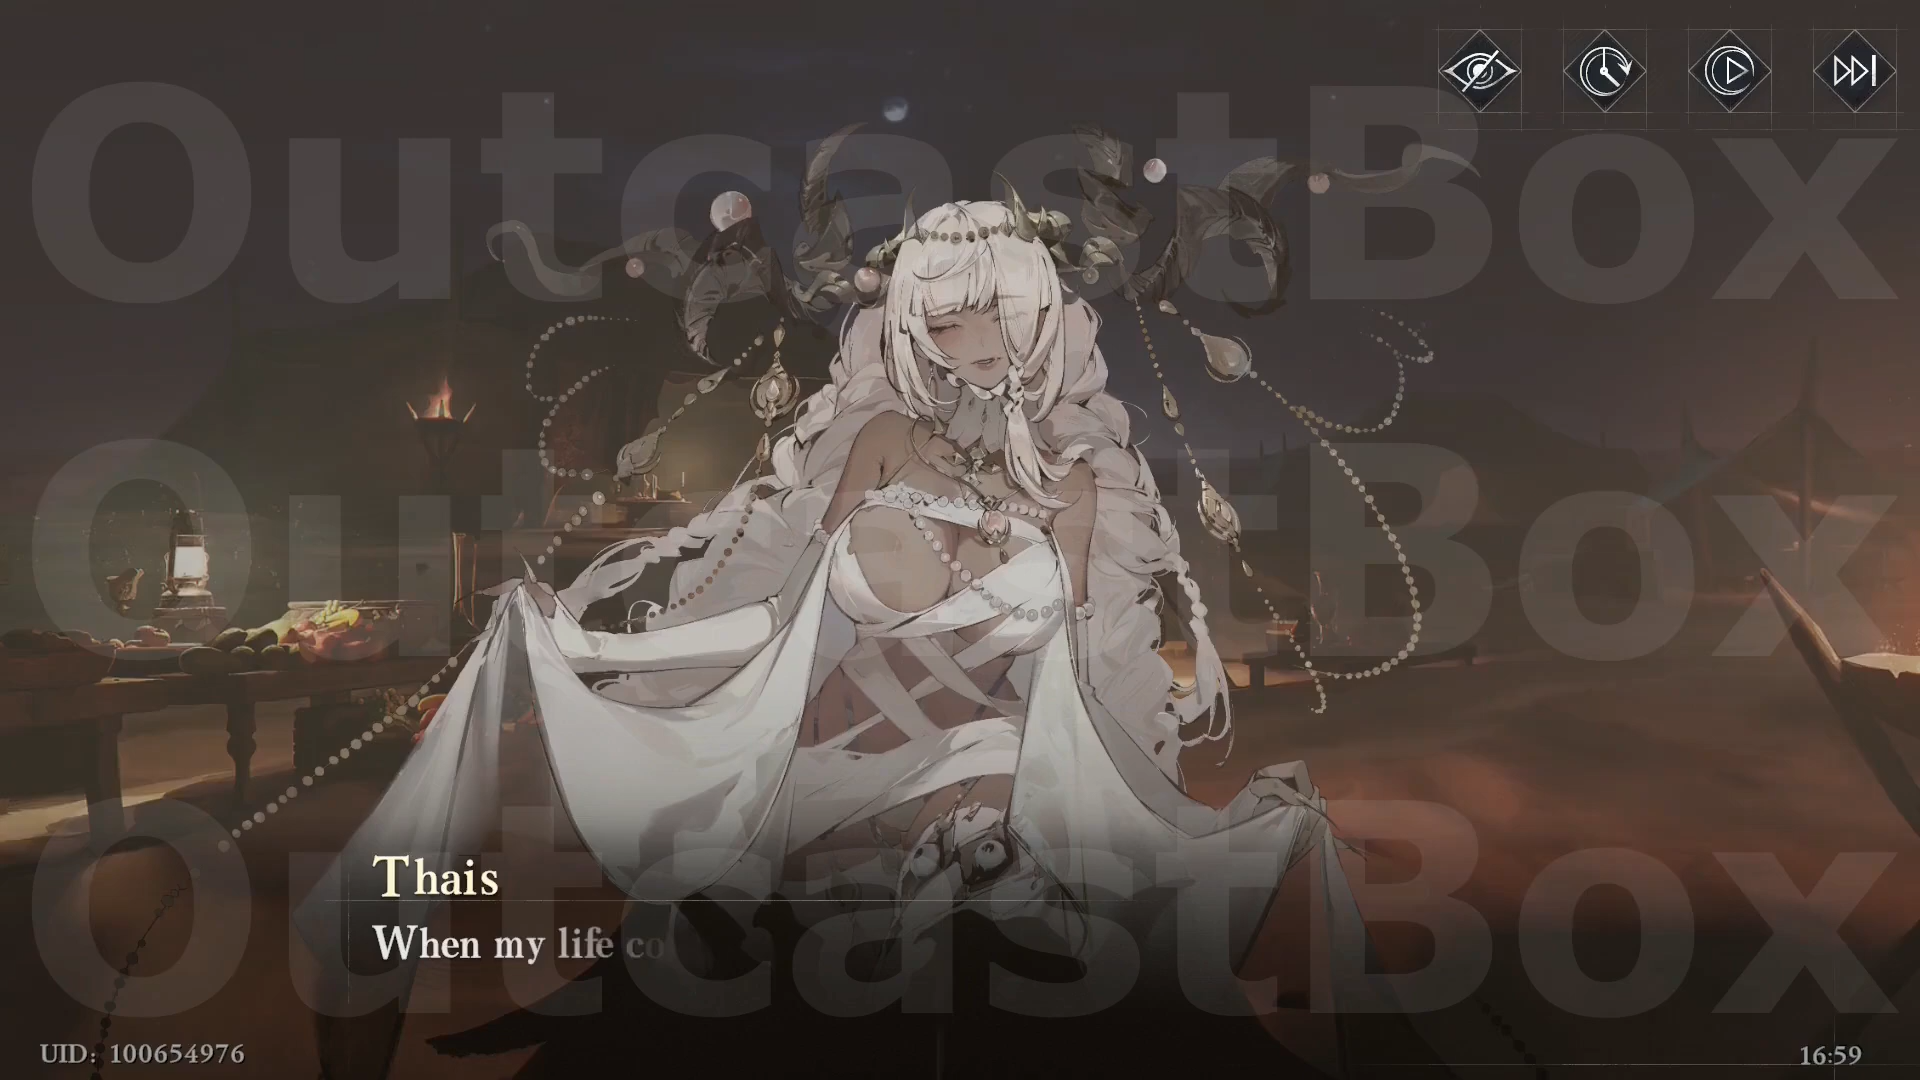 OutcastBox
OutcastBox
Thais
OutcastBox
When my life co
UID: 100654976
16:59